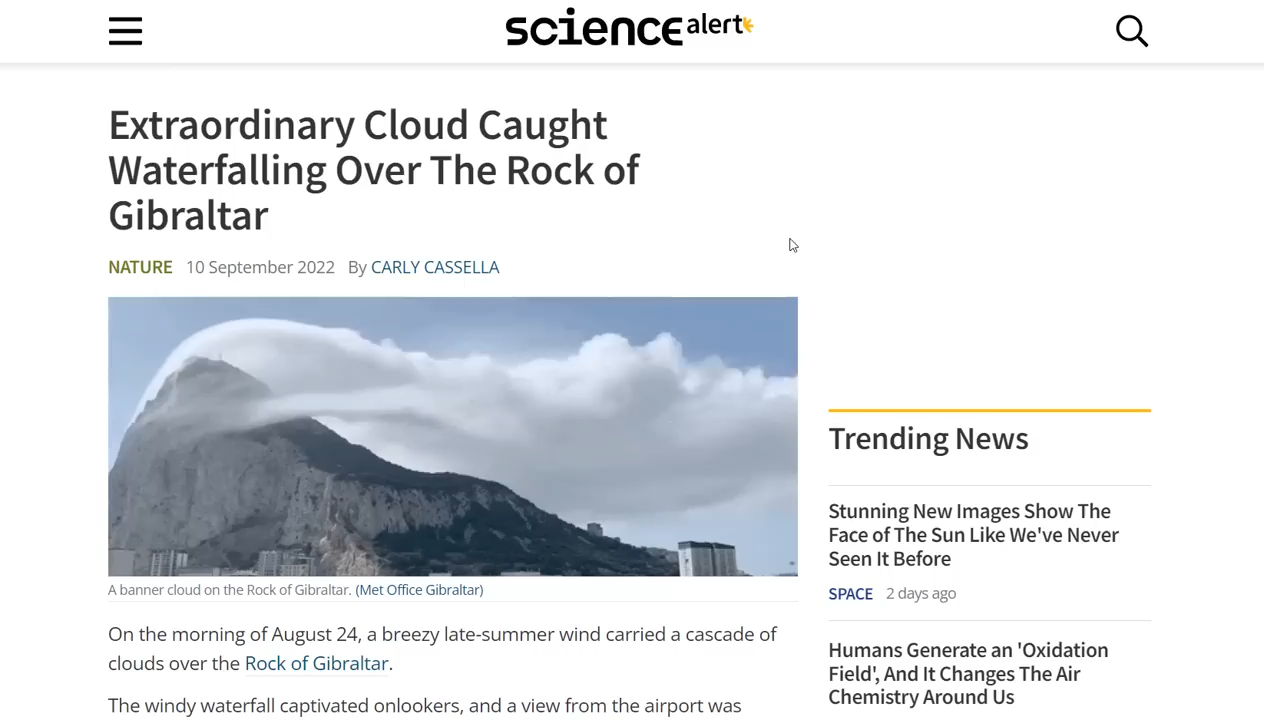 science alert
Extraordinary Cloud Caught
Waterfalling Over The Rock of
Gibraltar
NATURE 10 September 2022 By CARLY CASSELLA
A banner cloud on the Rock of Gibraltar. (Met Office Gibraltar)
On the morning of August 24, a breezy late-summer wind carried a cascade of
clouds over the Rock of Gibraltar.
The windy waterfall captivated onlookers, and a view from the airport was
Trending News
Stunning New Images Show The
Face of The Sun Like We've Never
Seen It Before
SPACE 2 days ago
Humans Generate an 'Oxidation
Field', And It Changes The Air
Chemistry Around Us